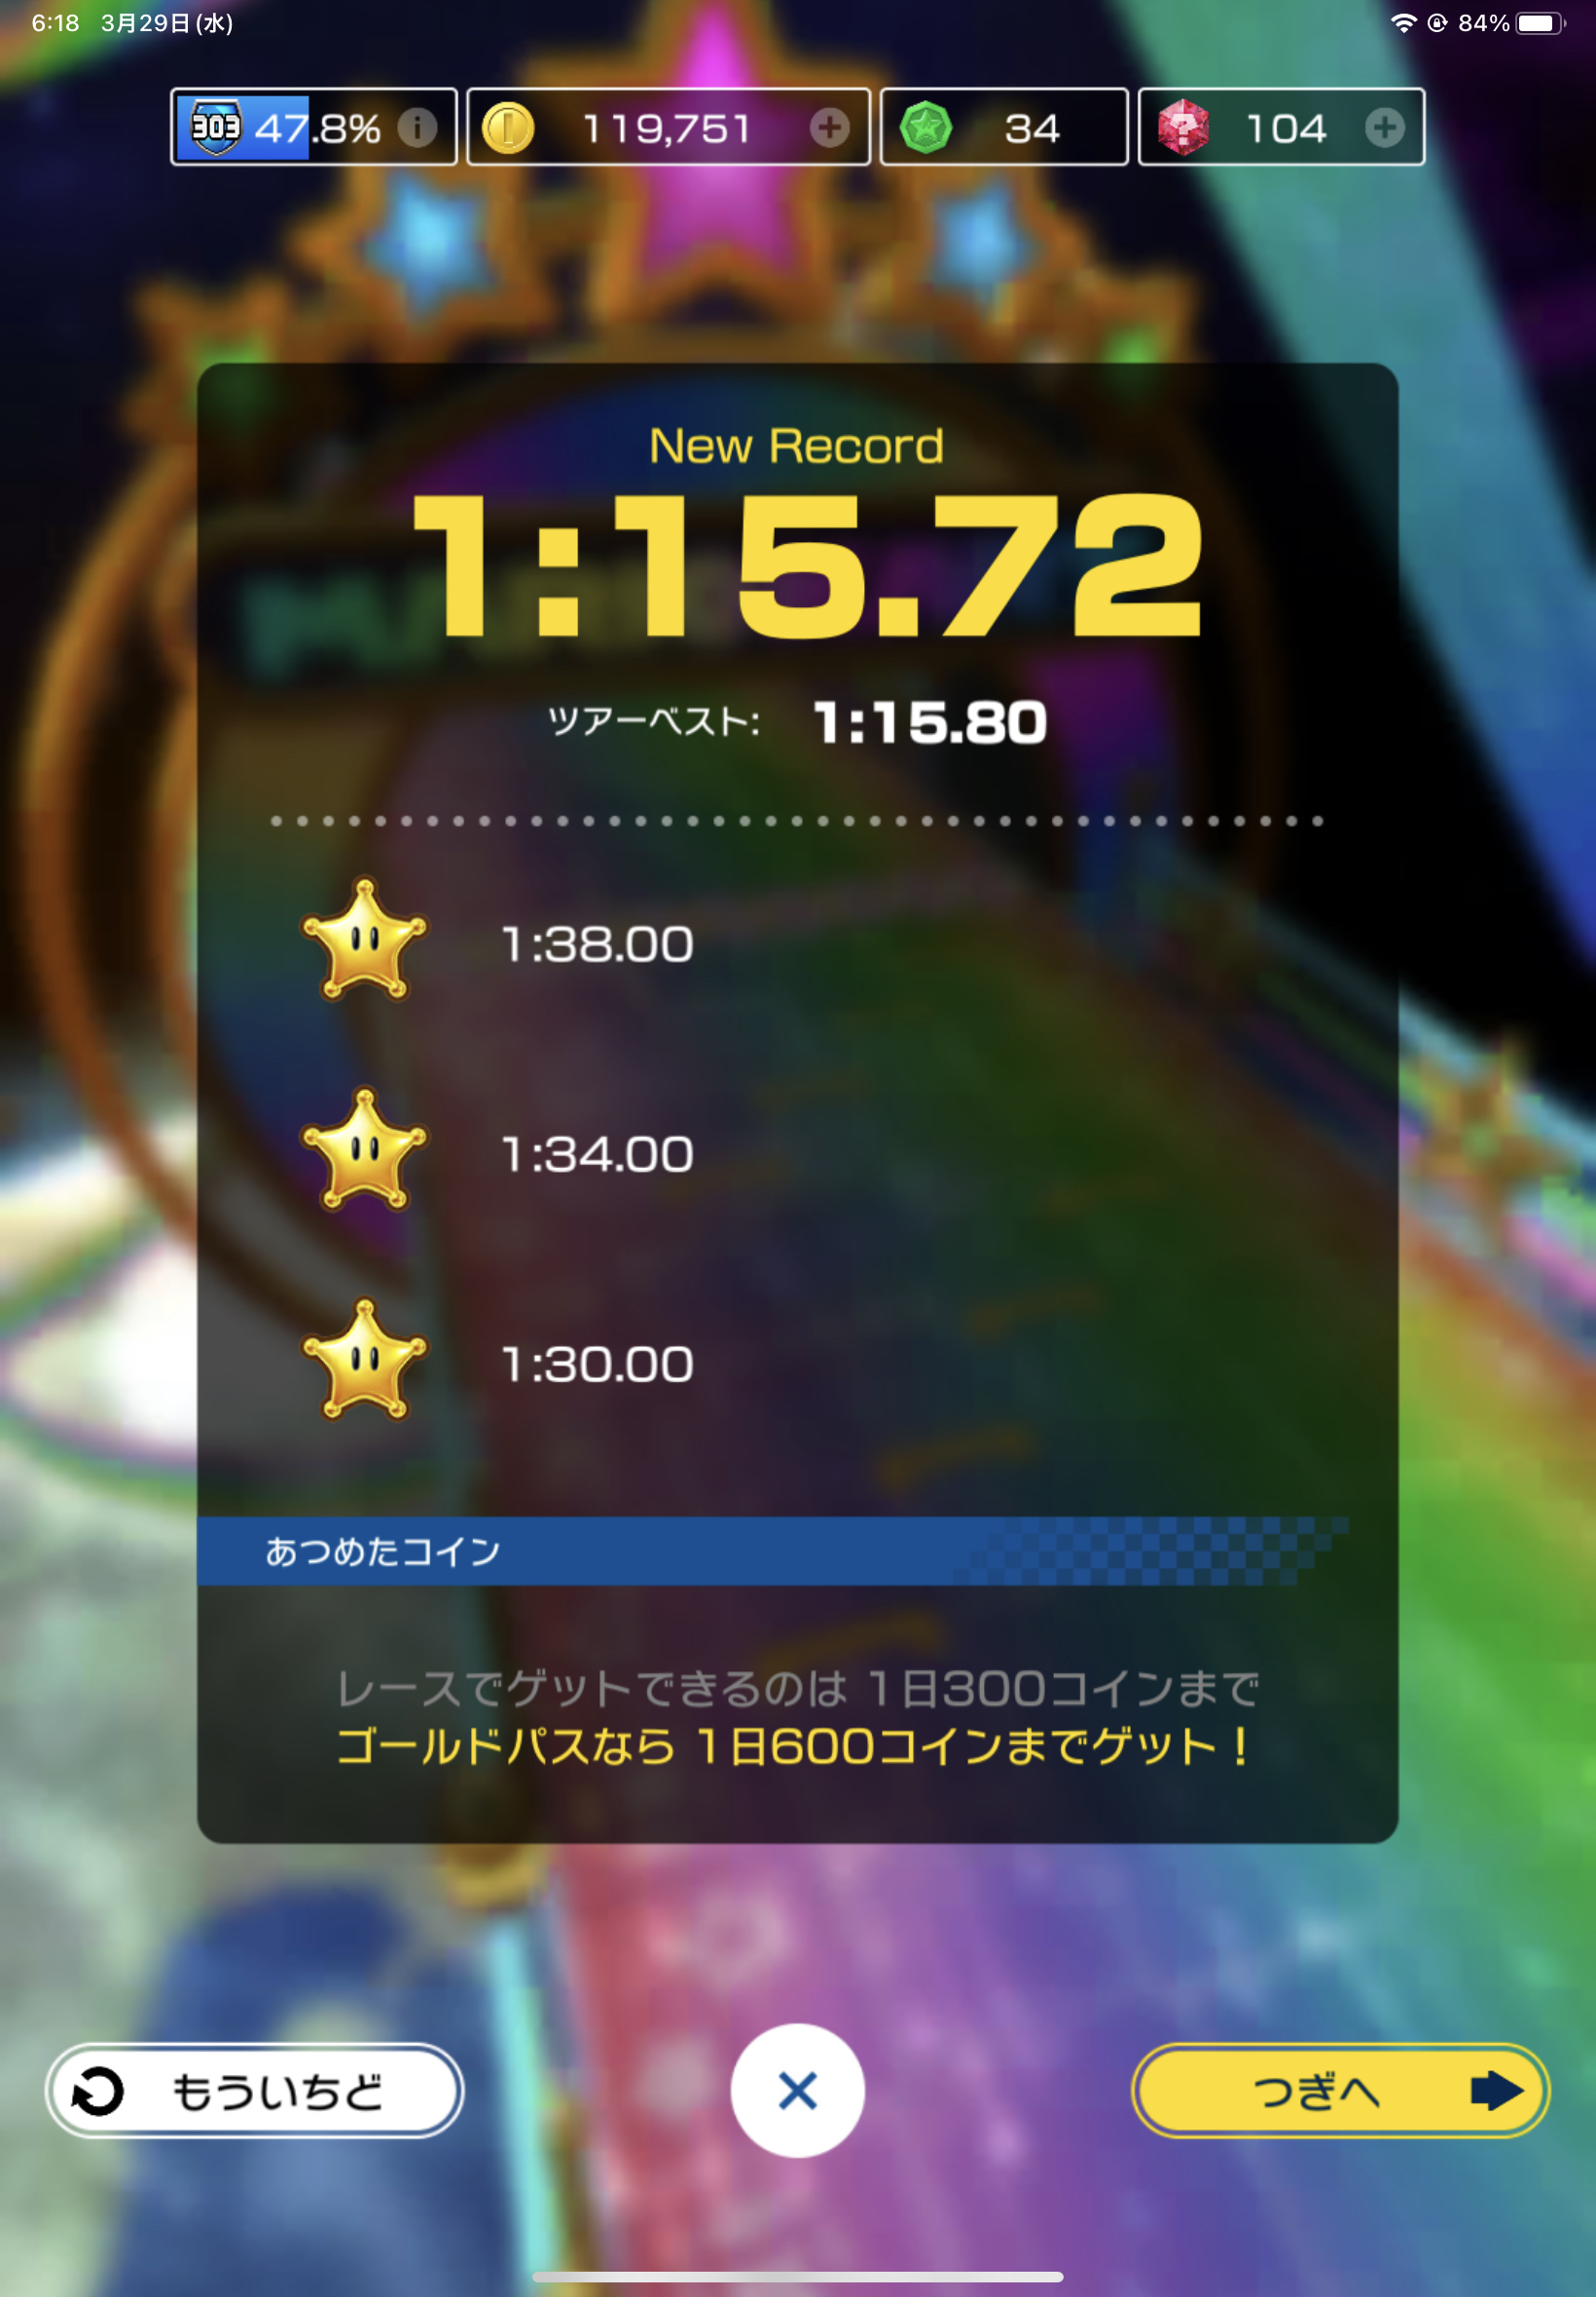 6:18 3月29日(水) 84%
303 47.8% 119,751 34 104
New Record
1:15.72
ツアーベスト: 1:15.80
1:38.00
1:34.00
1:30.00
あつめたコイン
レースでゲットできるのは 1日300コインまで
ゴールドパスなら 1日600コインまでゲット!
もういちど
つぎへ